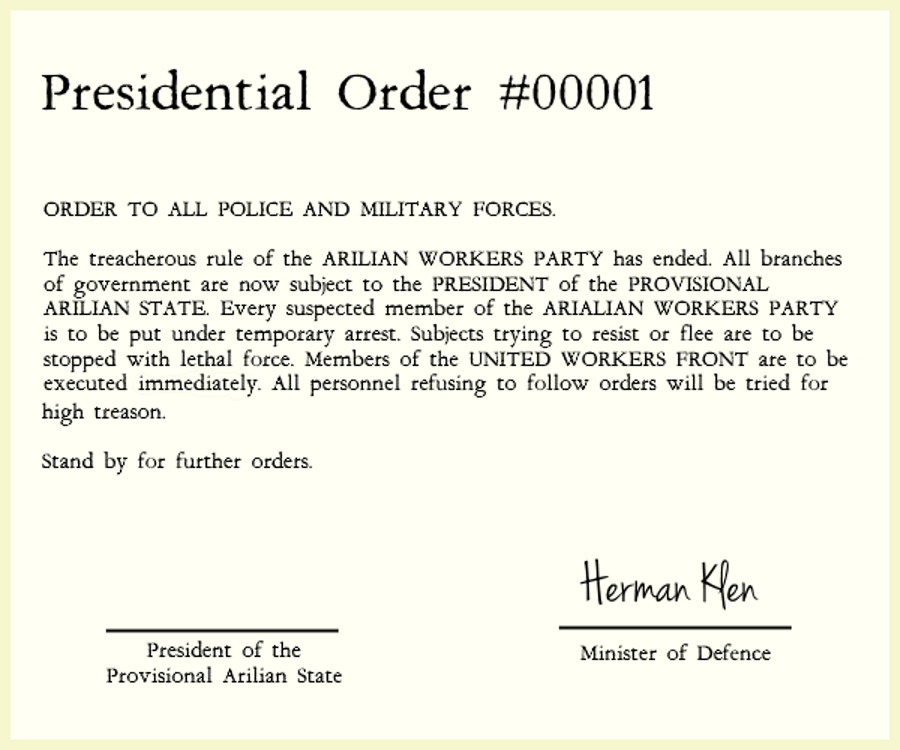 Presidential Order #00001
ORDER TO ALL POLICE AND MILITARY FORCES.
The treacherous rule of the ARILIAN WORKERS PARTY has ended. All branches
of government are now subject to the PRESIDENT of the PROVISIONAL
ARILIAN STATE. Every suspected member of the ARIALIAN WORKERS PARTY
is to be put under temporary arrest. Subjects trying to resist or flee are to be
stopped with lethal force. Members of the UNITED WORKERS FRONT are to be
executed immediately. All personnel refusing to follow orders will be tried for
high treason.
Stand by for further orders.
Herman Klen
President of the
Provisional Arilian State
Minister of Defence